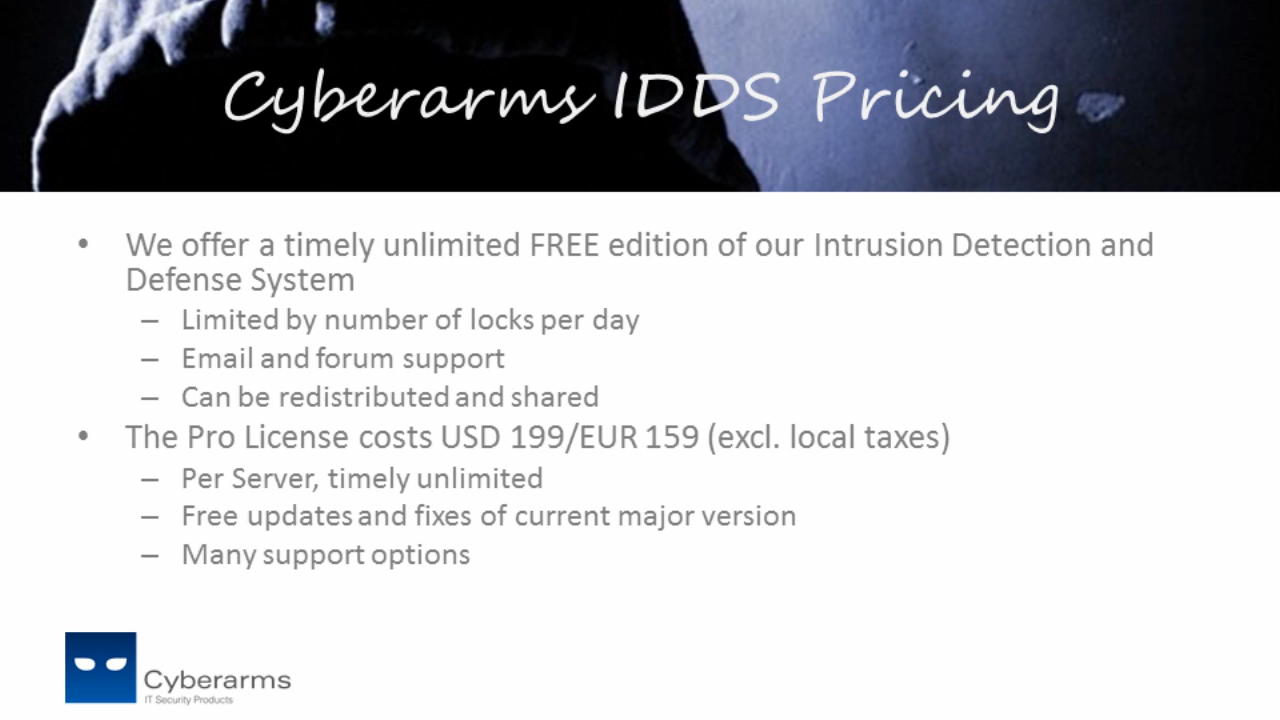 Cyberarms IDDS Pricing
• We offer a timely unlimited FREE edition of our Intrusion Detection and
Defense System
– Limited by number of locks per day
– Email and forum support
– Can be redistributed and shared
• The Pro License costs USD 199/EUR 159 (excl. local taxes)
– Per Server, timely unlimited
– Free updates and fixes of current major version
– Many support options
Cyberarms
IT Security Products